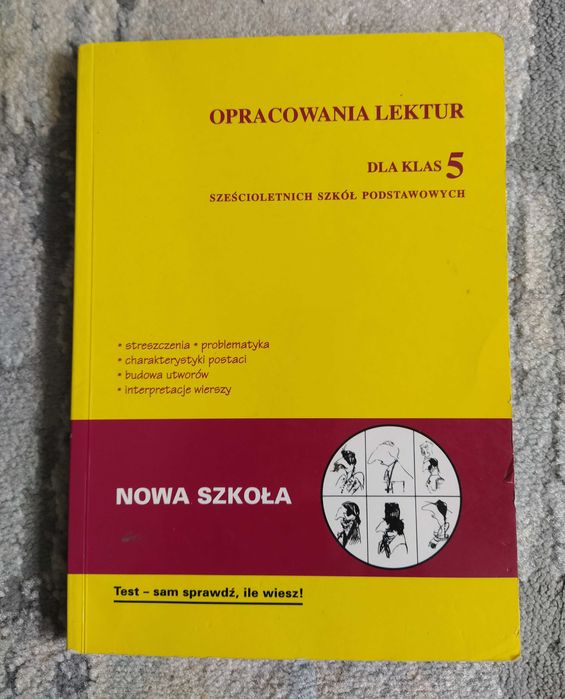 OPRACOWANIA LEKTUR
DLA KLAS 5
SZEŚCIOLETNICH SZKÓŁ PODSTAWOWYCH
• streszczenia • problematyka
• charakterystyki postaci
• budowa utworów
• interpretacje wierszy
NOWA SZKOŁA
Test – sam sprawdź, ile wiesz!